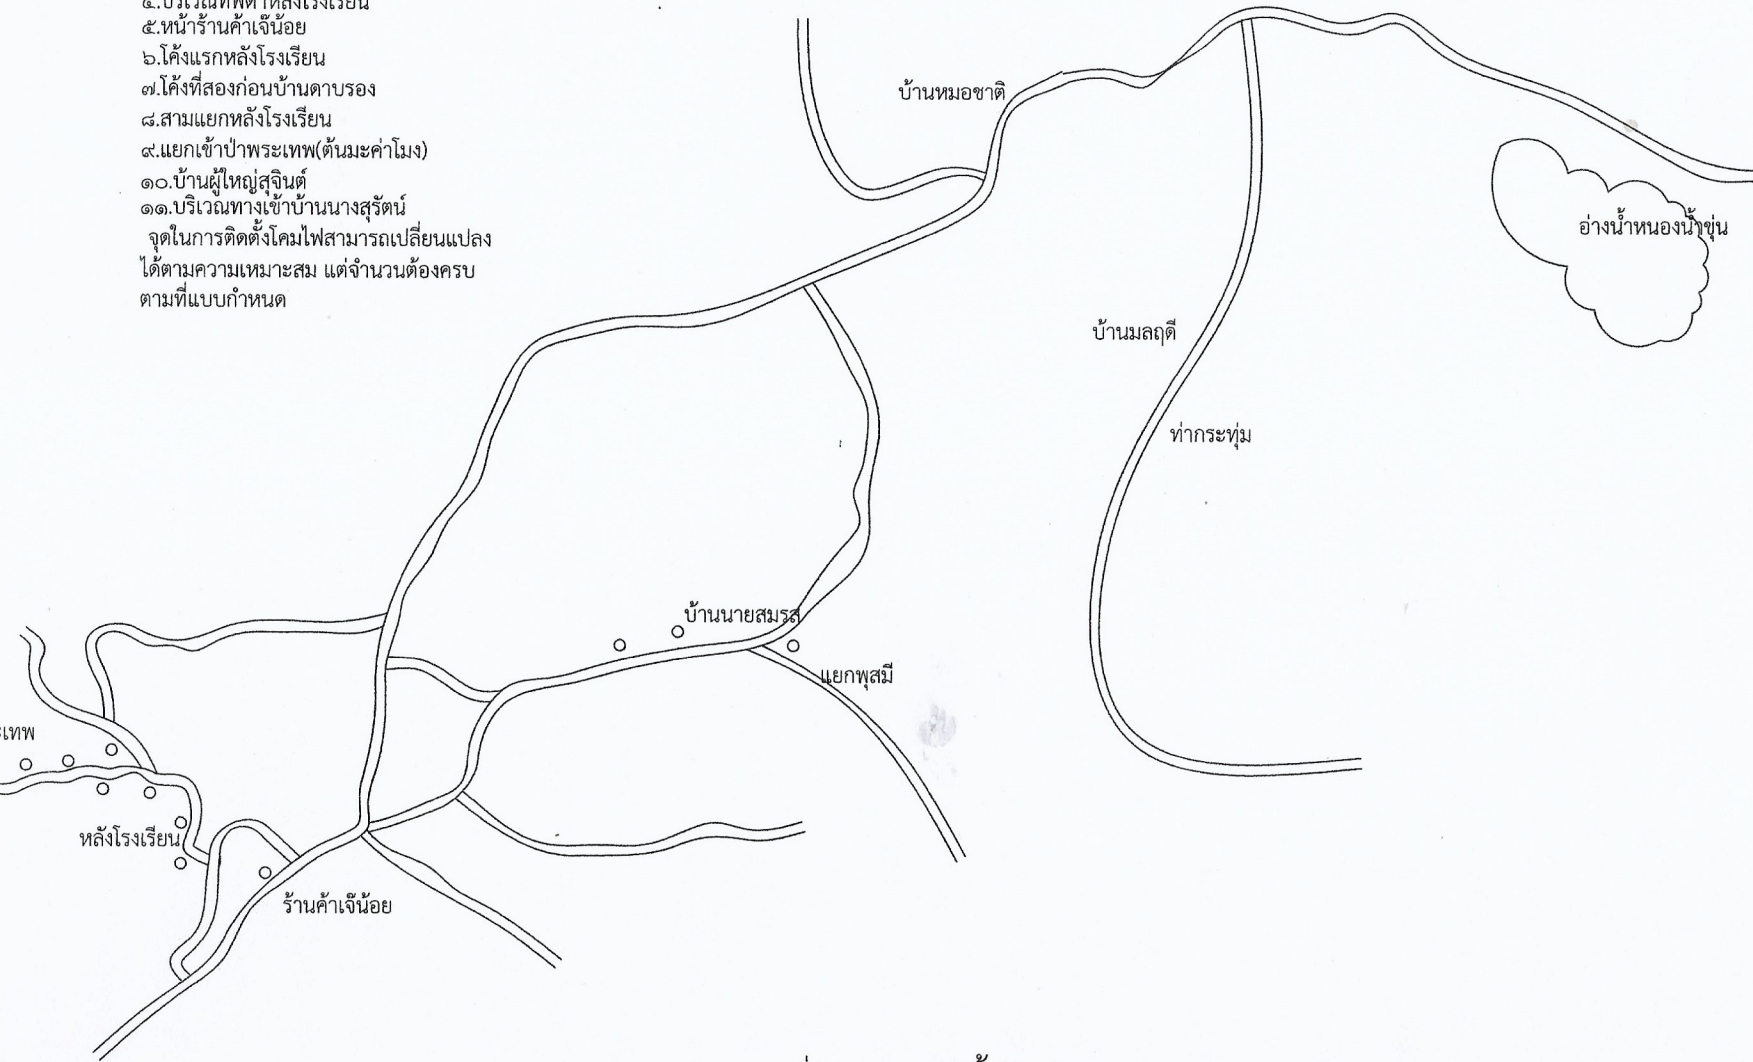 ๕.หน้าร้านค้าเจ๊น้อย
๖.โค้งแรกหลังโรงเรียน
๗.โค้งที่สองก่อนบ้านดาบรอง
๘.สามแยกหลังโรงเรียน
๙.แยกเข้าป่าพระเทพ(ต้นมะค่าโมง)
๑๐.บ้านผู้ใหญ่สุจินต์
๑๑.บริเวณทางเข้าบ้านนางสุรัตน์
จุดในการติดตั้งโคมไฟสามารถเปลี่ยนแปลง
ได้ตามความเหมาะสม แต่จำนวนต้องครบ
ตามที่แบบกำหนด
บ้านหมอชาติ
อ่างน้ำหนองน้ำขุ่น
บ้านมลฤดี
ท่ากระทุ่ม
บ้านนายสมรส
แยกพุสมี
ะเทพ
หลังโรงเรียน
ร้านค้าเจ๊น้อย